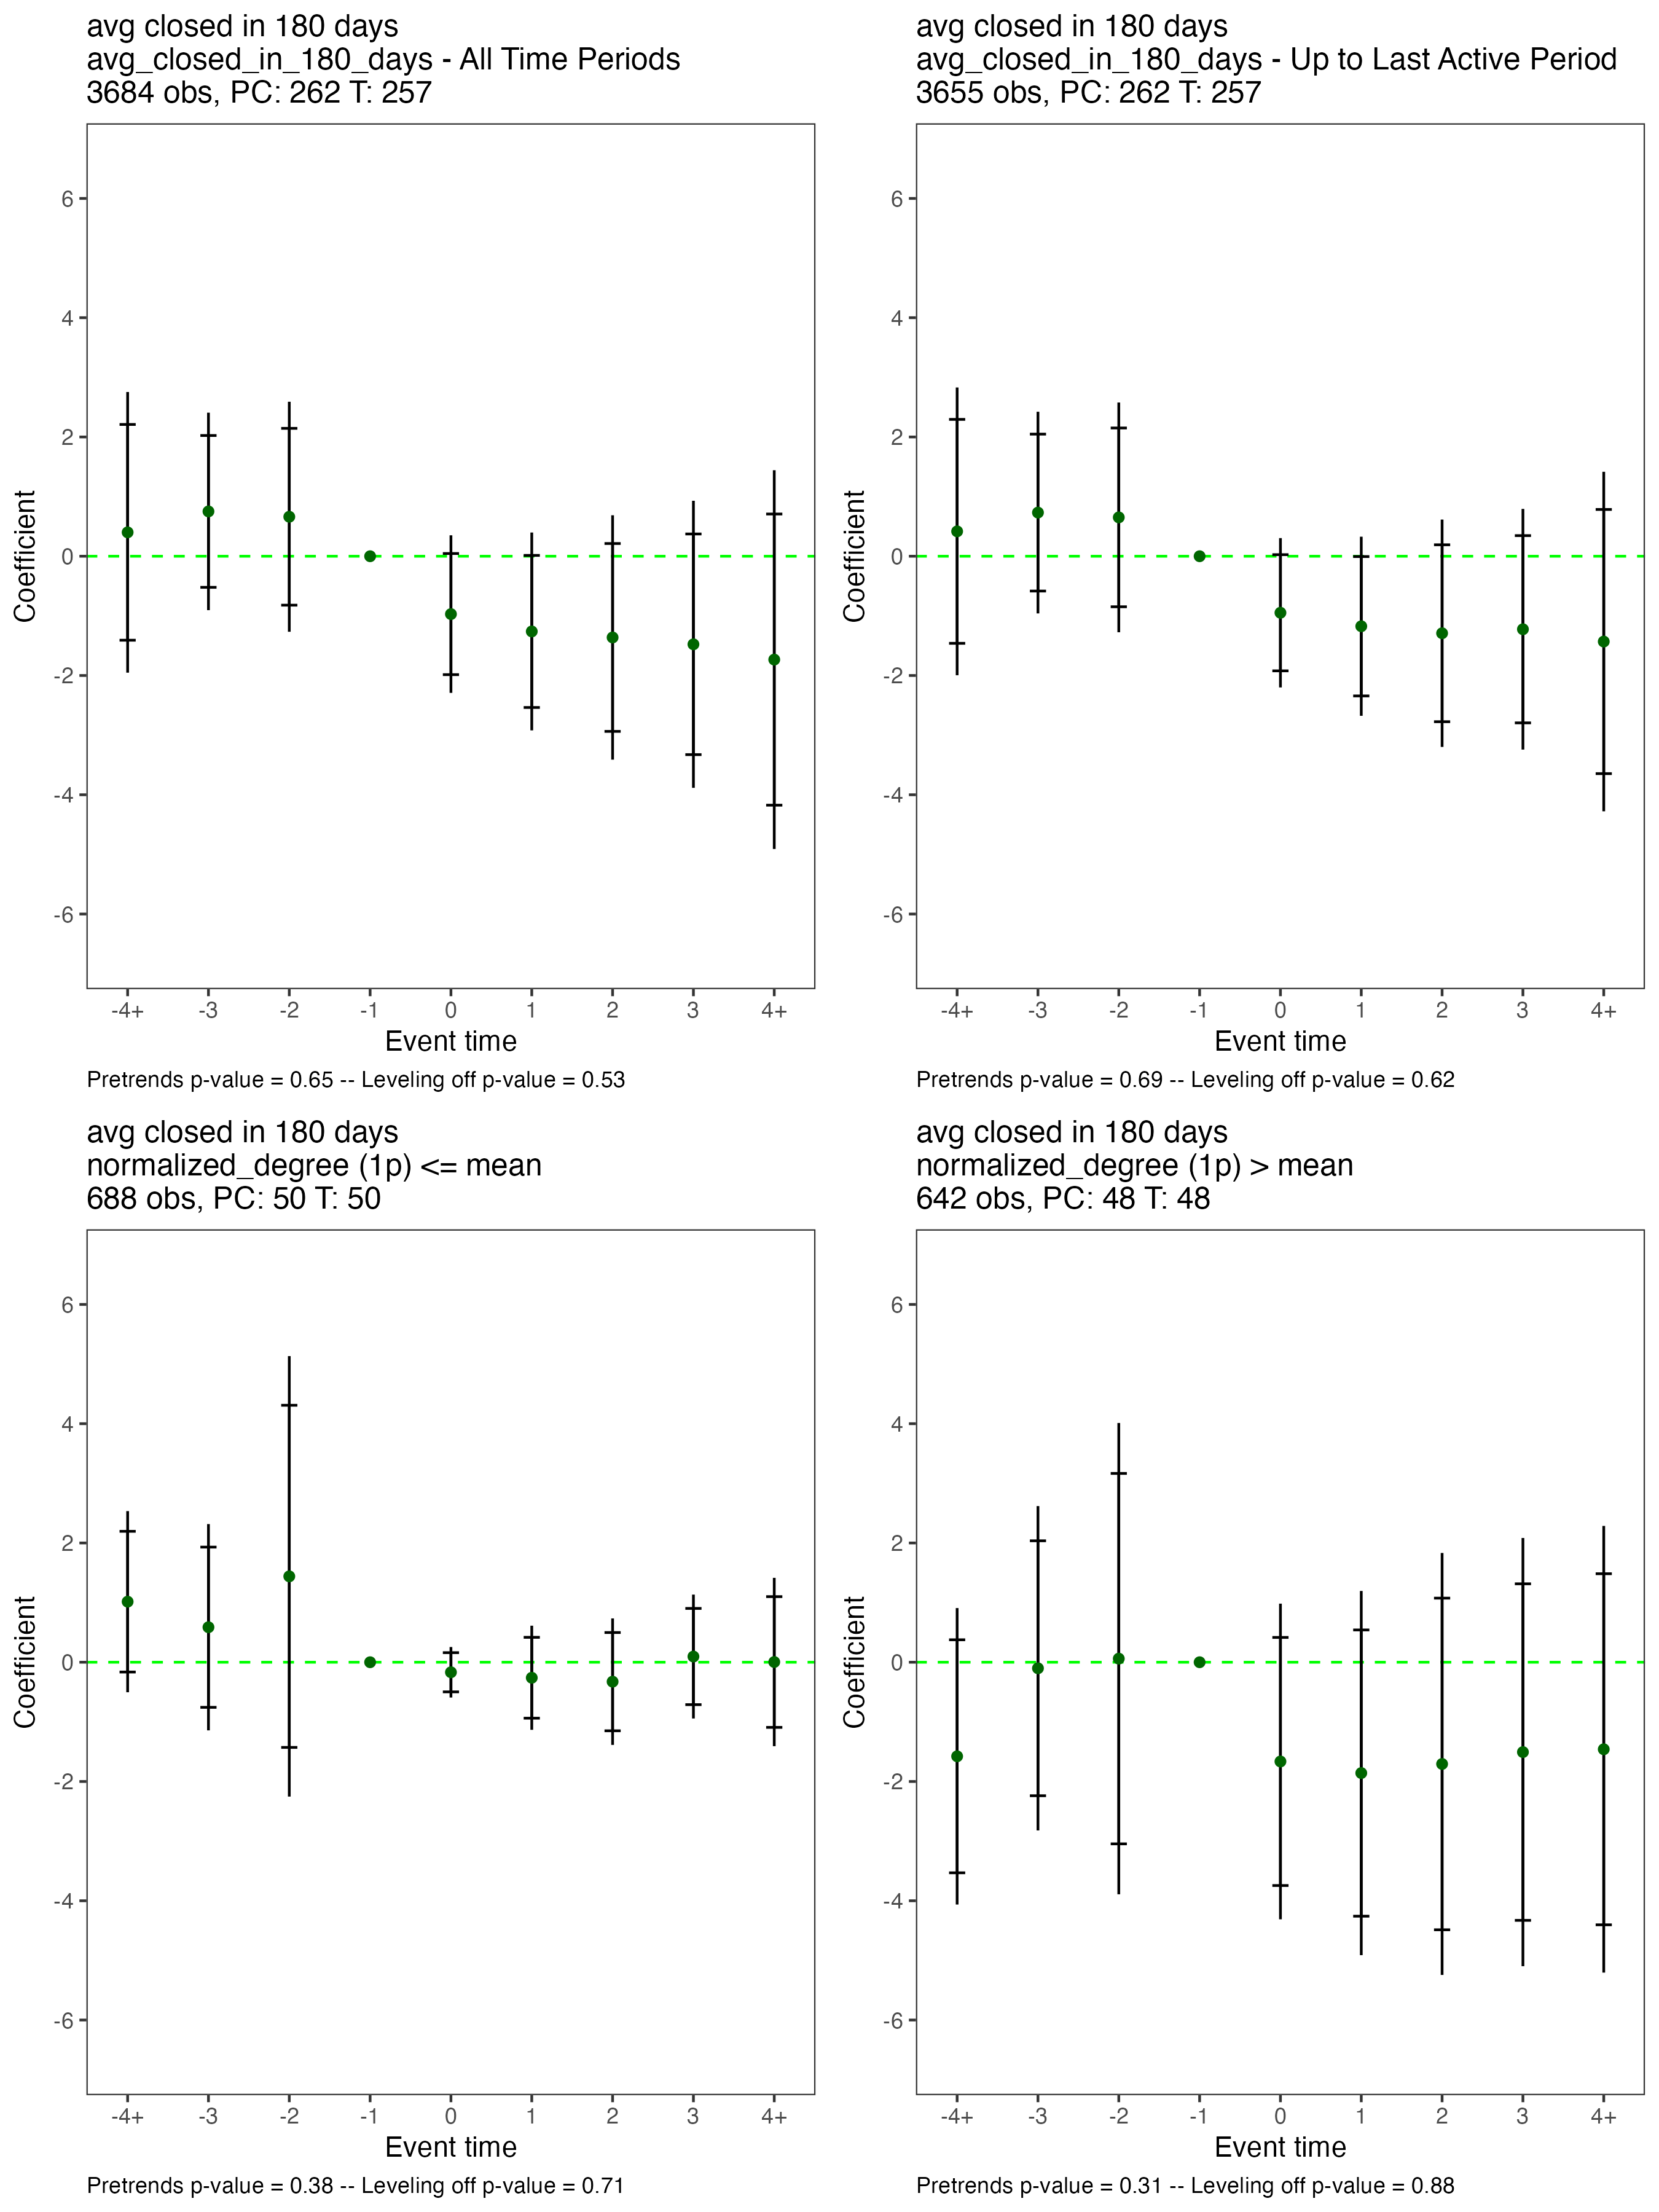 avg closed in 180 days
avg_closed_in_180_days - All Time Periods
3684 obs, PC: 262 T: 257
6
4
2
0
-2
-4
-6
Coefficient
-4+ -3 -2 -1 0 1 2 3 4+
Event time
Pretrends p-value = 0.65 -- Leveling off p-value = 0.53
avg closed in 180 days
avg_closed_in_180_days - Up to Last Active Period
3655 obs, PC: 262 T: 257
6
4
2
0
-2
-4
-6
Coefficient
-4+ -3 -2 -1 0 1 2 3 4+
Event time
Pretrends p-value = 0.69 -- Leveling off p-value = 0.62
avg closed in 180 days
normalized_degree (1p) <= mean
688 obs, PC: 50 T: 50
6
4
2
0
-2
-4
-6
Coefficient
-4+ -3 -2 -1 0 1 2 3 4+
Event time
Pretrends p-value = 0.38 -- Leveling off p-value = 0.71
avg closed in 180 days
normalized_degree (1p) > mean
642 obs, PC: 48 T: 48
6
4
2
0
-2
-4
-6
Coefficient
-4+ -3 -2 -1 0 1 2 3 4+
Event time
Pretrends p-value = 0.31 -- Leveling off p-value = 0.88